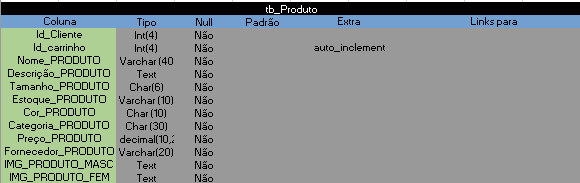 tb_Produto
Coluna Tipo Null Padrão Extra Links para
Id_Cliente Int(4) Não
Id_carrinho Int(4) Não auto_inclement
Nome_PRODUTO Varchar (40 Não
Descrição_PRODUTO Text Não
Tamanho_PRODUTO Char(6) Não
Estoque_PRODUTO Varchar (10) Não
Cor_PRODUTO Char (10) Não
Categoria_PRODUTO Char (30) Não
Preço_PRODUTO decimal(10,2 Não
Fornecedor_PRODUTO Varchar(20) Não
IMG_PRODUTO_MASC Text Não
IMG_PRODUTO_FEM Text Não